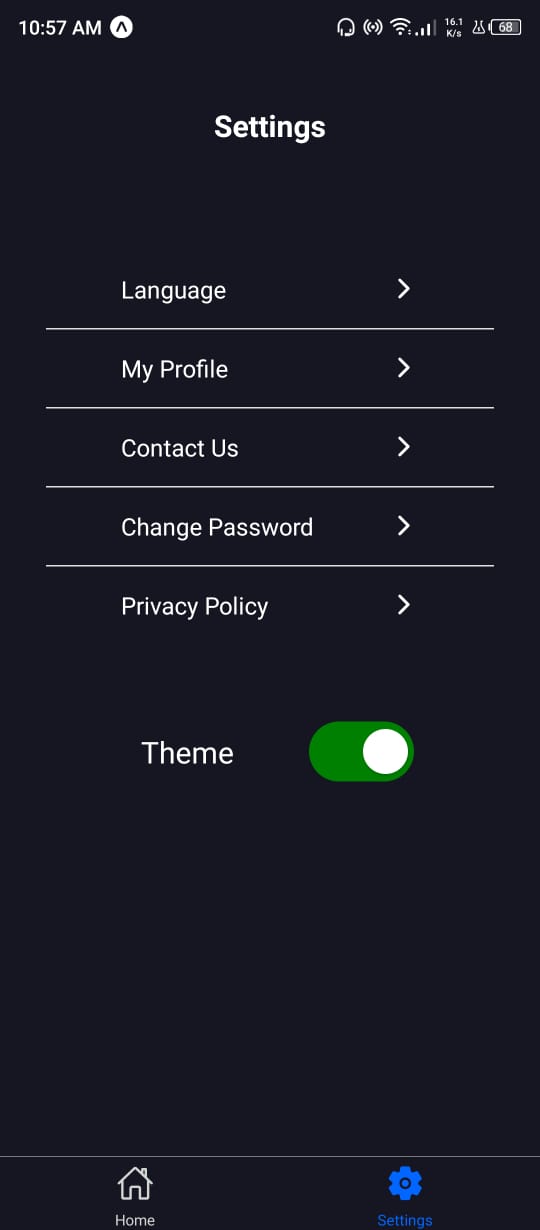 10:57 AM
16.1
K/s
68
Settings
Language
My Profile
Contact Us
Change Password
Privacy Policy
Theme
Home
Settings